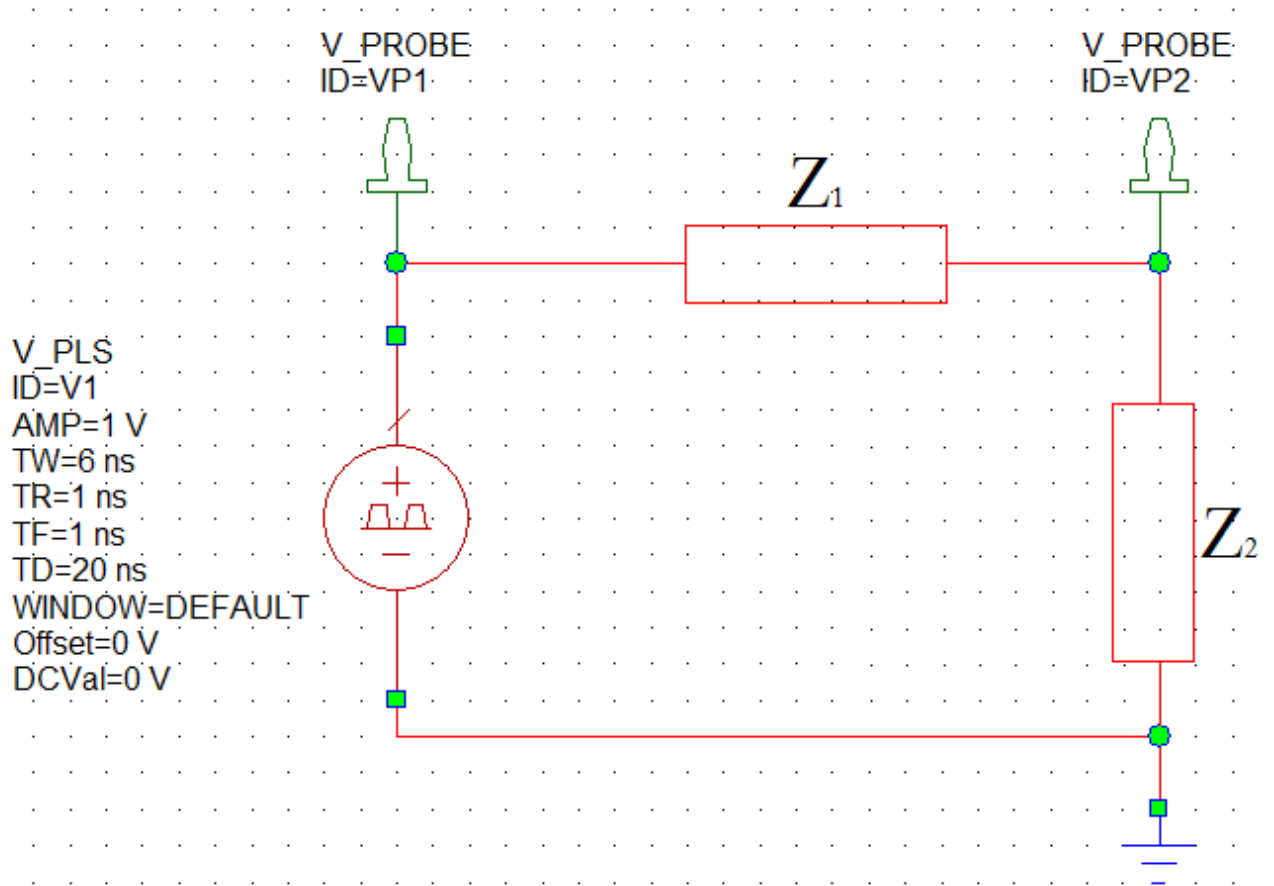 V_PROBE
ID=VP1
V_PROBE
ID=VP2
Z₁
V_PLS
ID=V1
AMP=1 V
TW=6 ns
TR=1 ns
TF=1 ns
TD=20 ns
WINDOW=DEFAULT
Offset=0 V
DCVal=0 V
Z₂